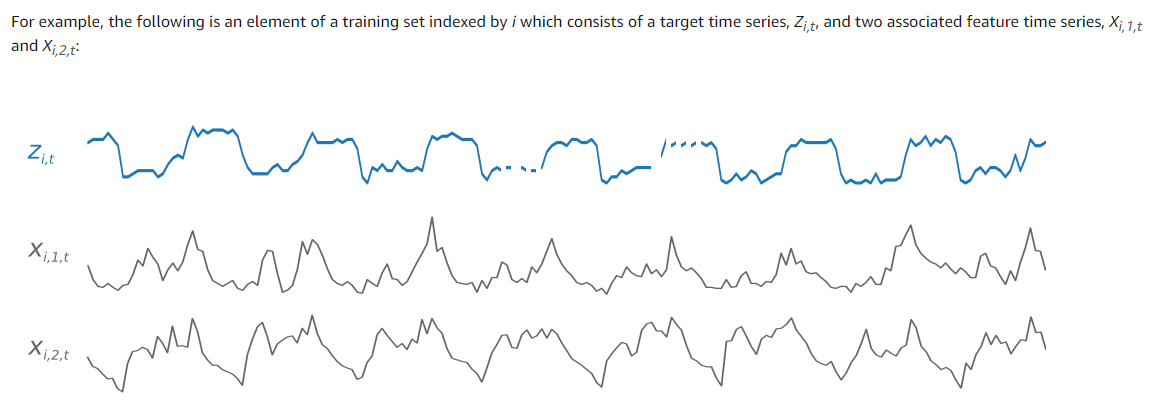 For example, the following is an element of a training set indexed by i which consists of a target time series, Zi,t, and two associated feature time series, Xi,1,t
and Xi,2,t:
Zi,t
Xi,1,t
Xi,2,t